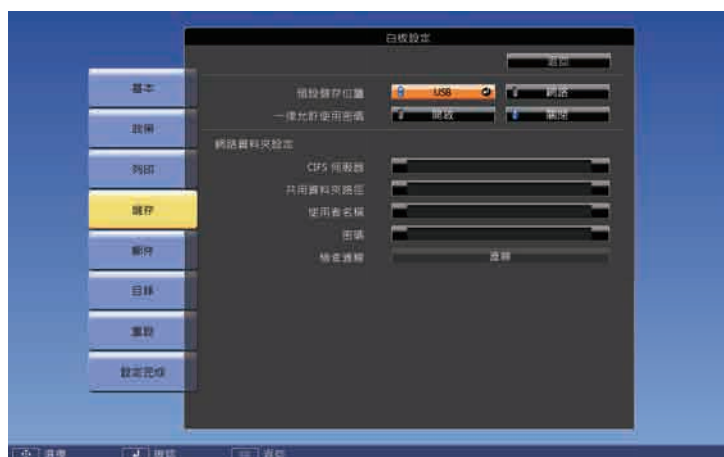 白板設定
返回
基本
政策
列印
儲存
郵件
目錄
重設
設定完成
預設儲存位置 USB 網路
一律允許使用密碼 開啟 關閉
網路資料夾設定
CIFS 伺服器
共用資料夾路徑
使用者名稱
密碼
檢查連線 連線
選擇 確認 返回